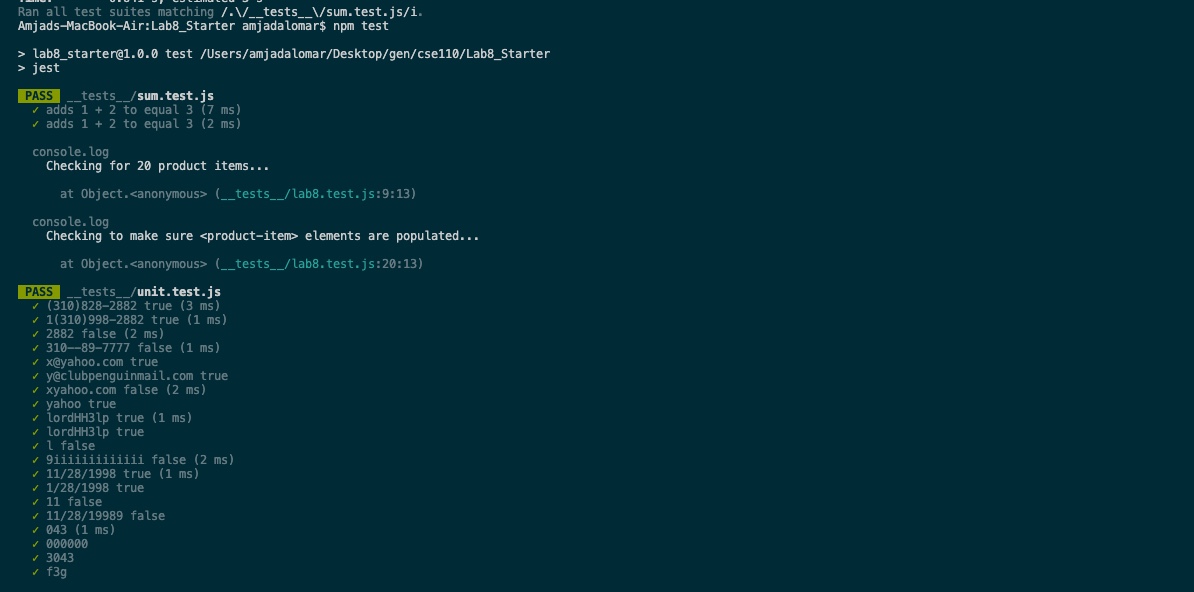 Ran all test suites matching /.\/__tests__\/sum.test.js/i.
Amjads-MacBook-Air:Lab8_Starter amjadalomar$ npm test
> lab8_starter@1.0.0 test /Users/amjadalomar/Desktop/gen/cse110/Lab8_Starter
> jest
PASS __tests__/sum.test.js
✓ adds 1 + 2 to equal 3 (7 ms)
✓ adds 1 + 2 to equal 3 (2 ms)
console.log
Checking for 20 product items...
at Object.<anonymous> (__tests__/lab8.test.js:9:13)
console.log
Checking to make sure <product-item> elements are populated...
at Object.<anonymous> (__tests__/lab8.test.js:20:13)
PASS __tests__/unit.test.js
✓ (310)828-2882 true (3 ms)
✓ 1(310)998-2882 true (1 ms)
✓ 2882 false (2 ms)
✓ 310--89-7777 false (1 ms)
✓ x@yahoo.com true
✓ y@clubpenguinmail.com true
✓ xyahoo.com false (2 ms)
✓ yahoo true
✓ lordHH3lp true (1 ms)
✓ lordHH3lp true
✓ l false
✓ 9iiiiiiiiiiiii false (2 ms)
✓ 11/28/1998 true (1 ms)
✓ 1/28/1998 true
✓ 11 false
✓ 11/28/19989 false
✓ 043 (1 ms)
✓ 000000
✓ 3043
✓ f3g